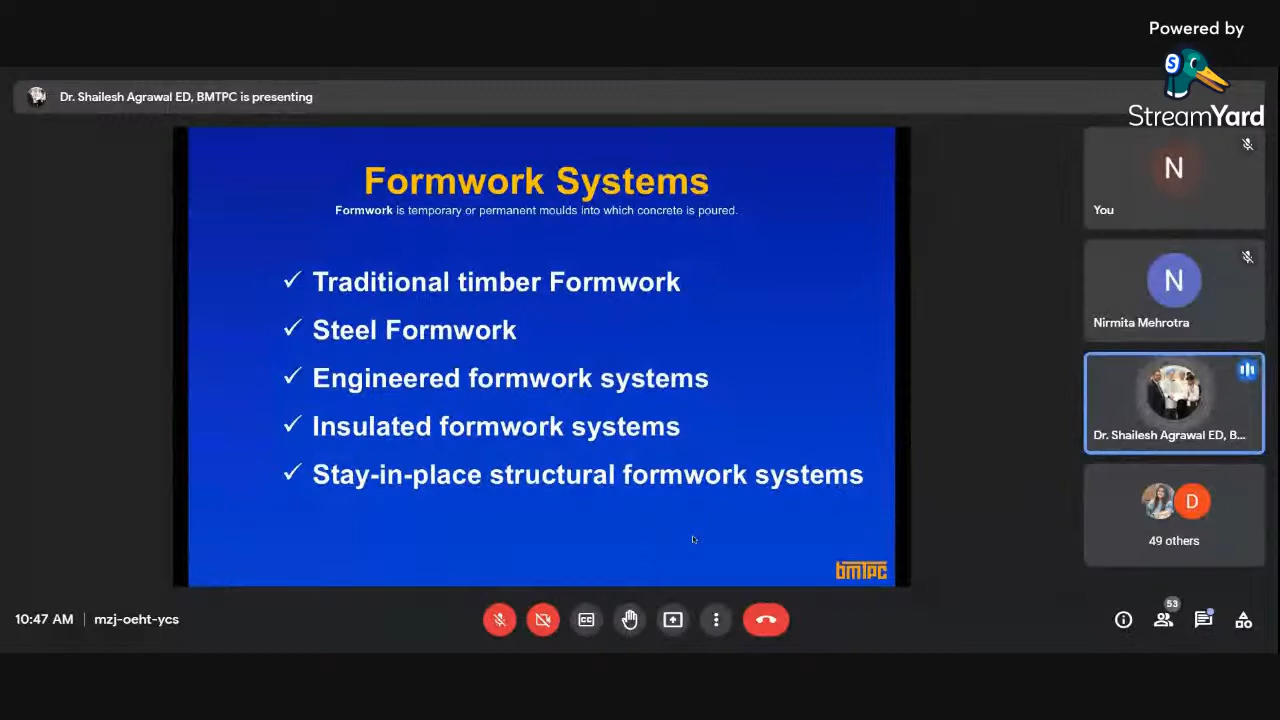 Powered by
StreamYard
Dr. Shailesh Agrawal ED, BMTPC is presenting
Formwork Systems
Formwork is temporary or permanent moulds into which concrete is poured.
✓ Traditional timber Formwork
✓ Steel Formwork
✓ Engineered formwork systems
✓ Insulated formwork systems
✓ Stay-in-place structural formwork systems
bmTPC
N
You
N
Nirmita Mehrotra
Dr. Shailesh Agrawal ED, B...
D
49 others
10:47 AM | mzj-oeht-ycs
CC
53